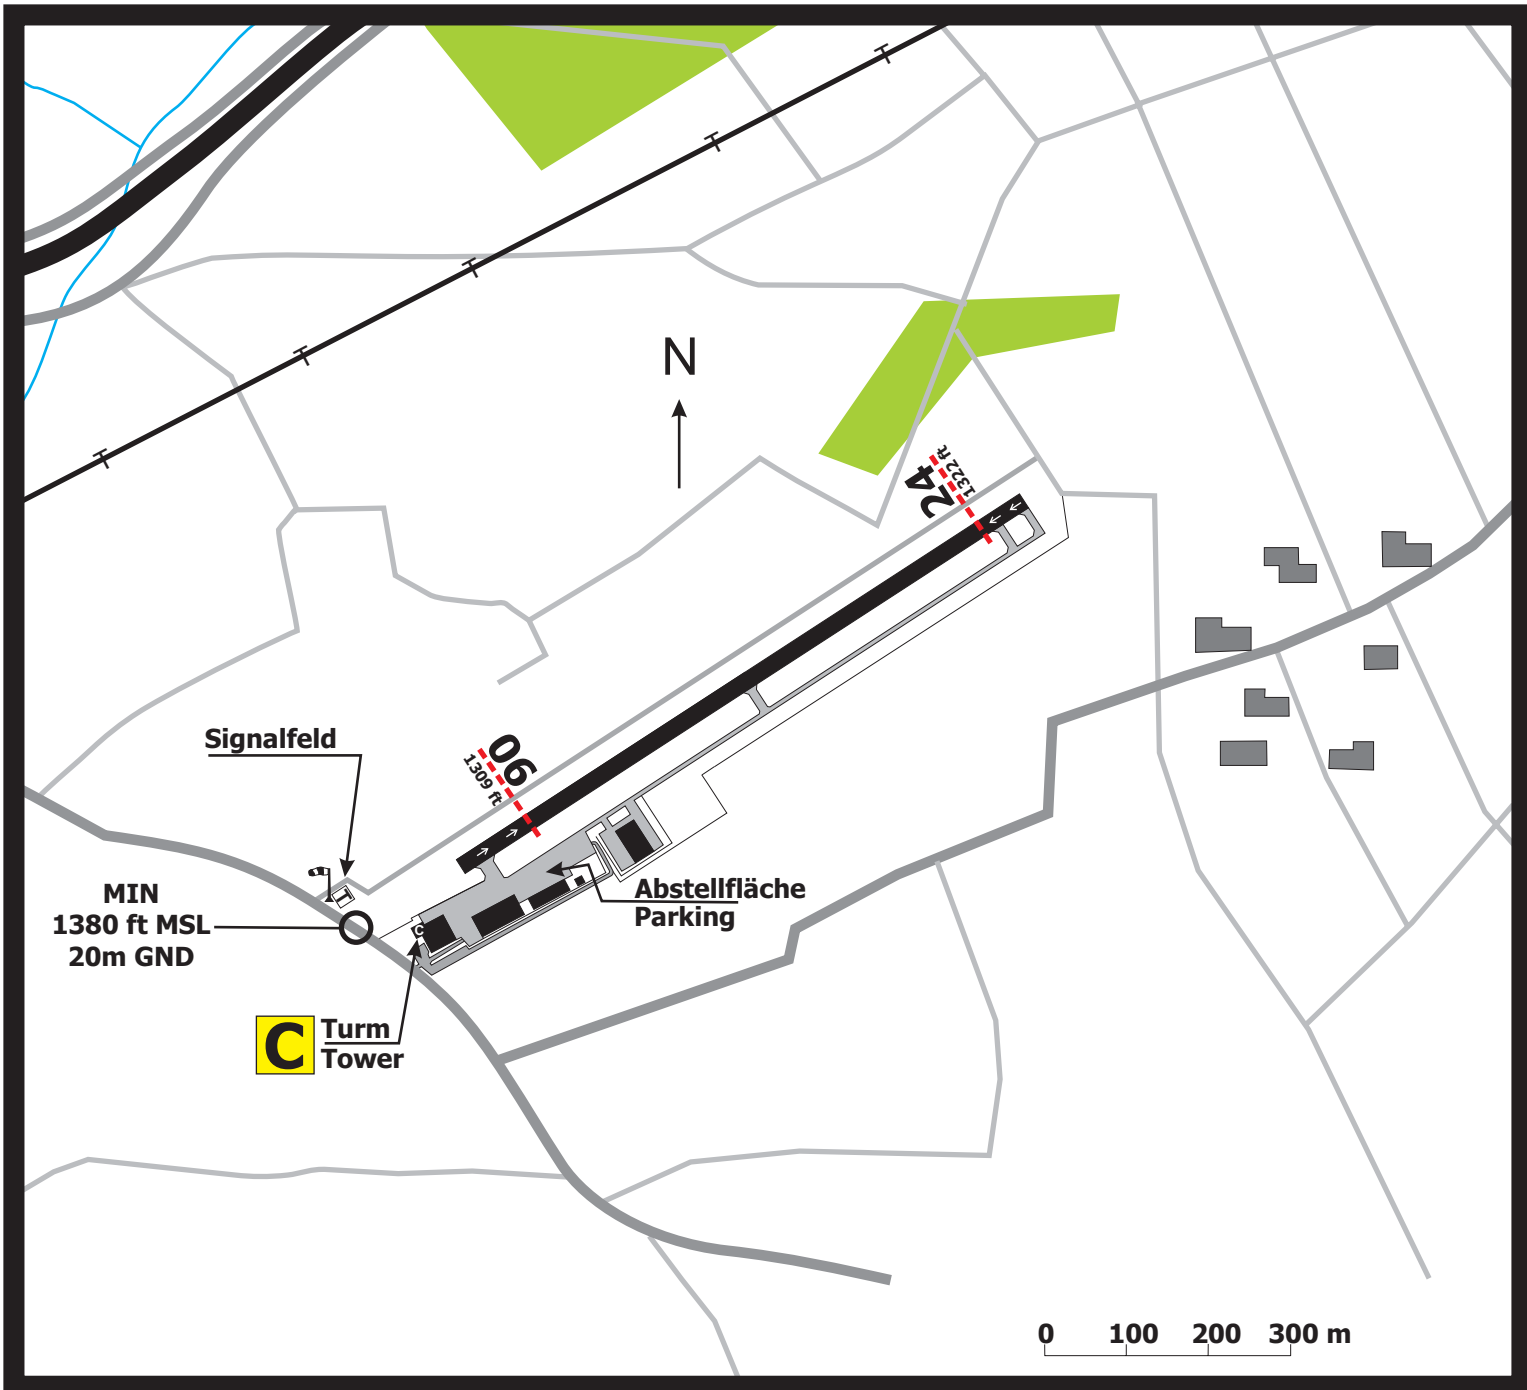 N
24
1322 ft
Signalfeld
06
1309 ft
T
MIN
1380 ft MSL
20m GND
Abstellfläche
Parking
C
C
Turm
Tower
0 100 200 300 m